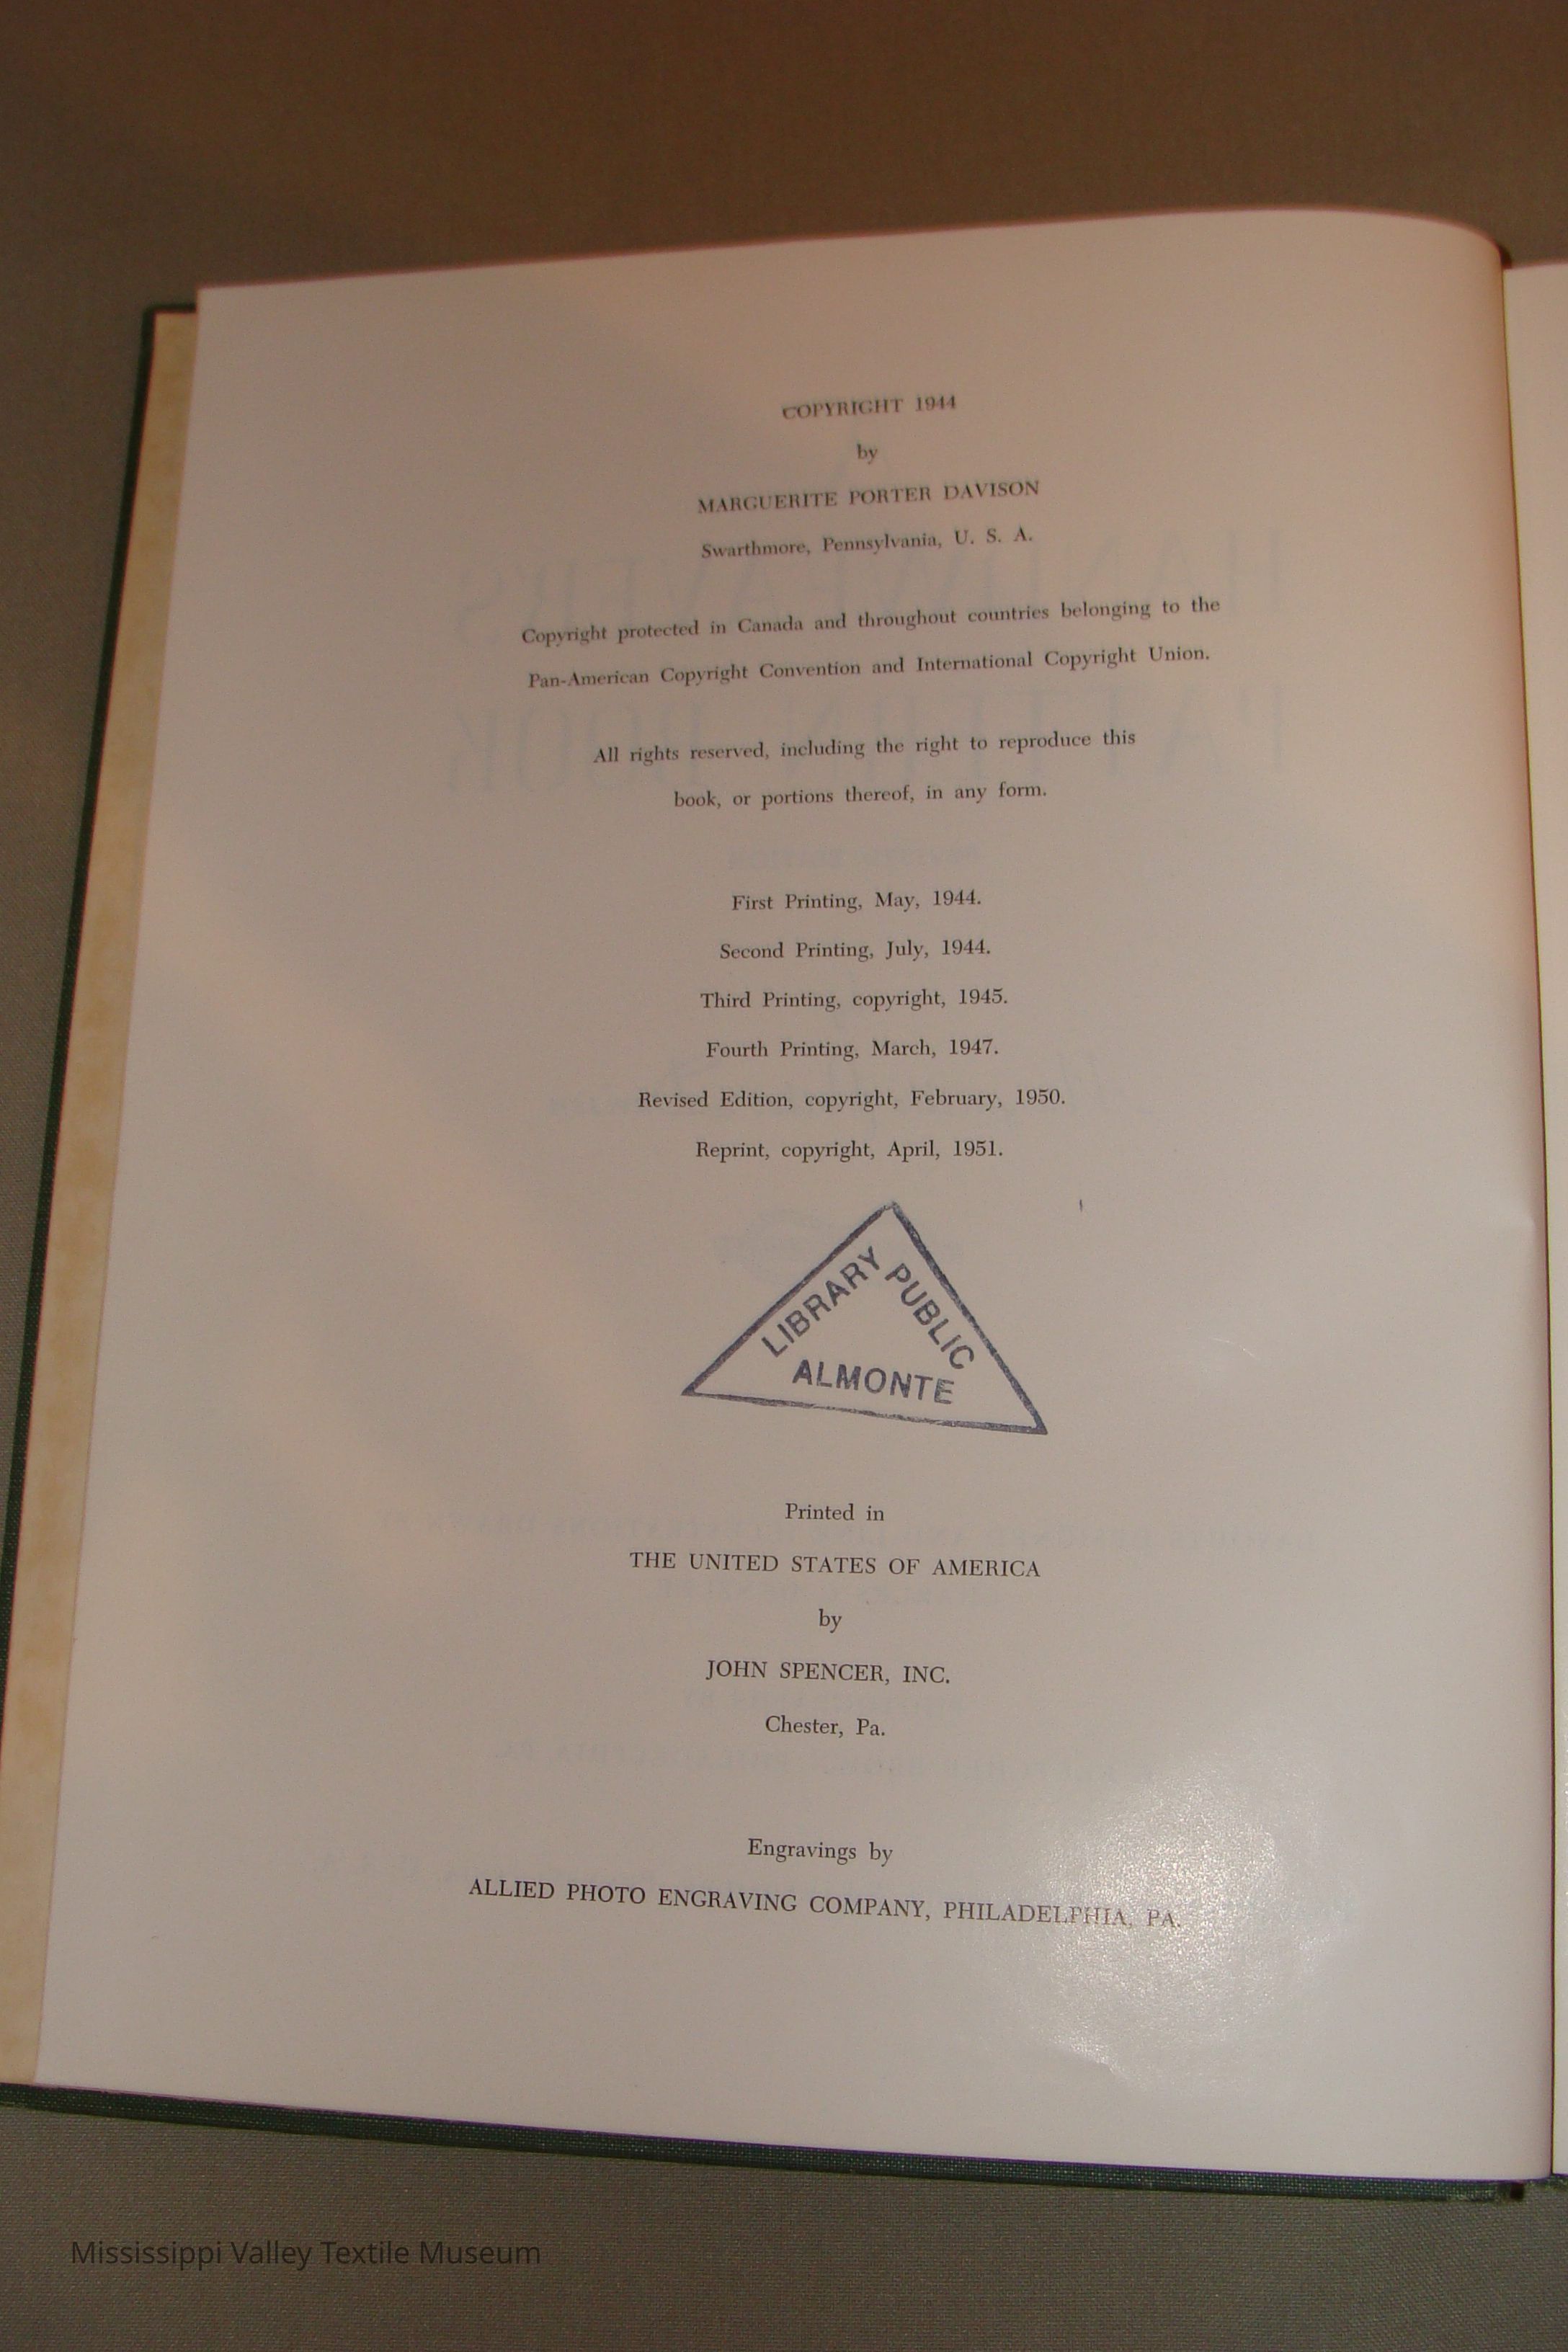 COPYRIGHT 1944
by
MARGUERITE PORTER DAVISON
Swarthmore, Pennsylvania, U. S. A.
Copyright protected in Canada and throughout countries belonging to the
Pan-American Copyright Convention and International Copyright Union.
All rights reserved, including the right to reproduce this
book, or portions thereof, in any form.
First Printing, May, 1944.
Second Printing, July, 1944.
Third Printing, copyright, 1945.
Fourth Printing, March, 1947.
Revised Edition, copyright, February, 1950.
Reprint, copyright, April, 1951.
LIBRARY
PUBLIC
ALMONTE
Printed in
THE UNITED STATES OF AMERICA
by
JOHN SPENCER, INC.
Chester, Pa.
Engravings by
ALLIED PHOTO ENGRAVING COMPANY, PHILADELPHIA, PA.
Mississippi Valley Textile Museum